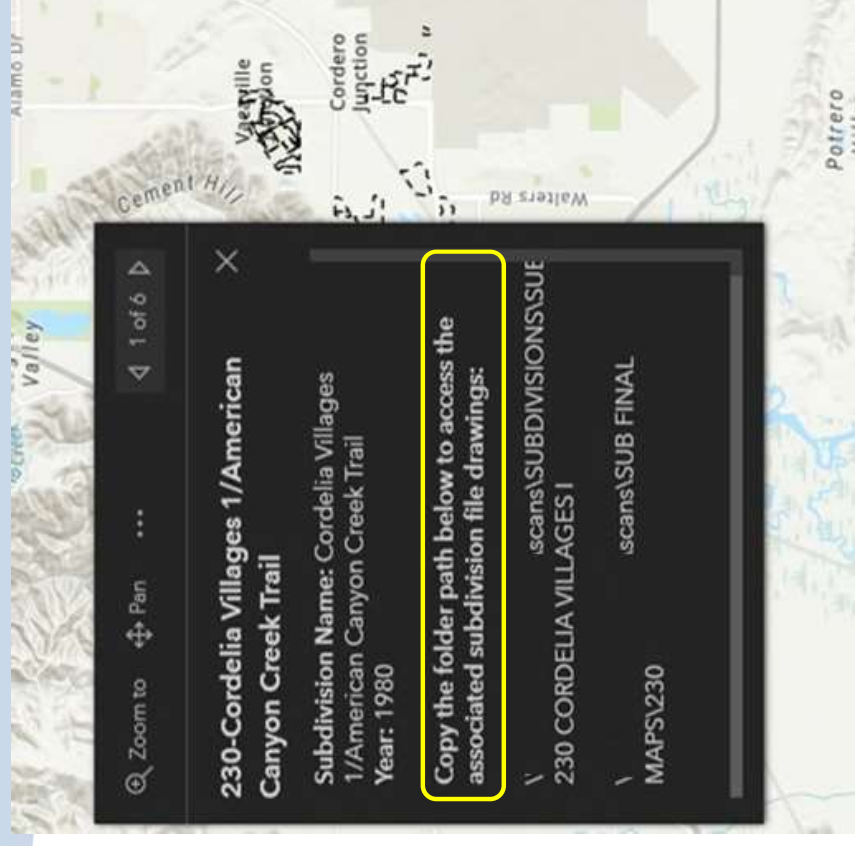 Alamo Dr
Valley
Creek
Cement Hill
Vacaville
Junction
Cordero
Junction
Walters Rd
Potrero
1 of 6
Zoom to
Pan
230-Cordelia Villages 1/American
Canyon Creek Trail
Subdivision Name: Cordelia Villages
1/American Canyon Creek Trail
Year: 1980
Copy the folder path below to access the
associated subdivision file drawings:
\' scans\SUBDIVISIONS\SUB
230 CORDELIA VILLAGES I
\ scans\SUB FINAL
MAPS\230